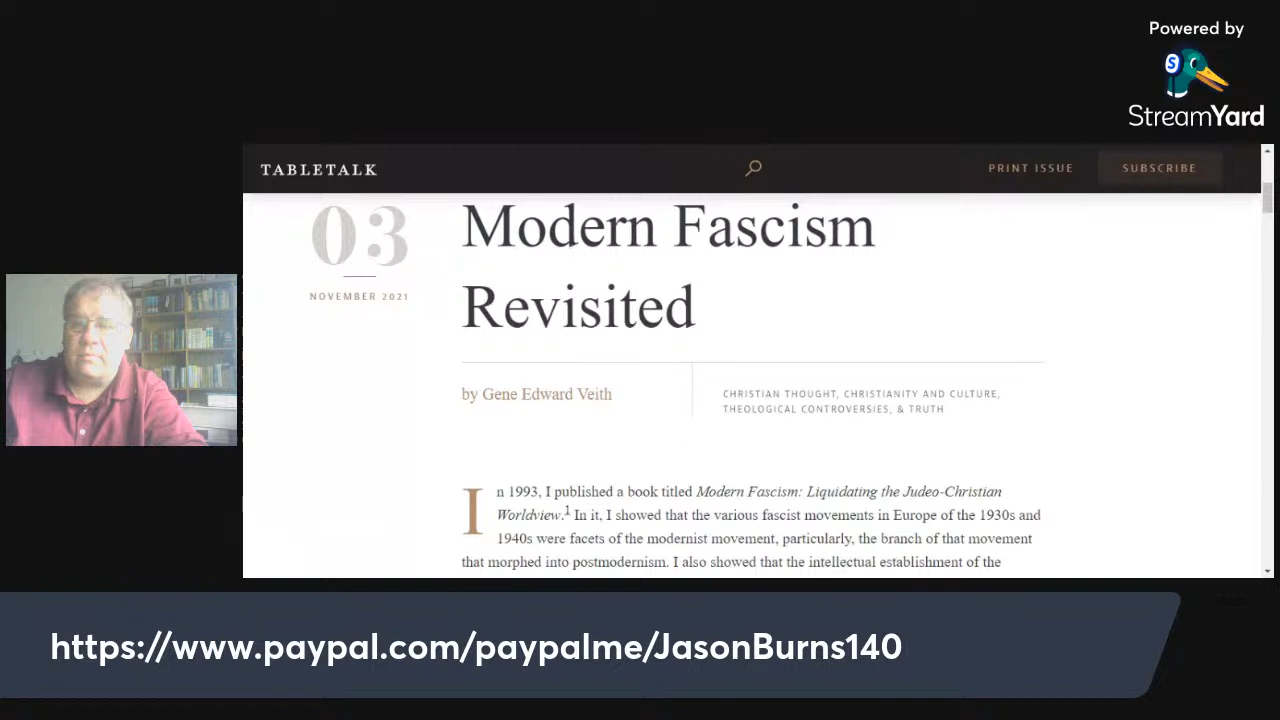 Powered by
StreamYard
TABLETALK
PRINT ISSUE
SUBSCRIBE
03
NOVEMBER 2021
Modern Fascism
Revisited
by Gene Edward Veith
CHRISTIAN THOUGHT, CHRISTIANITY AND CULTURE,
THEOLOGICAL CONTROVERSIES, & TRUTH
In 1993, I published a book titled Modern Fascism: Liquidating the Judeo-Christian
Worldview.1 In it, I showed that the various fascist movements in Europe of the 1930s and
1940s were facets of the modernist movement, particularly, the branch of that movement
that morphed into postmodernism. I also showed that the intellectual establishment of the
https://www.paypal.com/paypalme/JasonBurns140